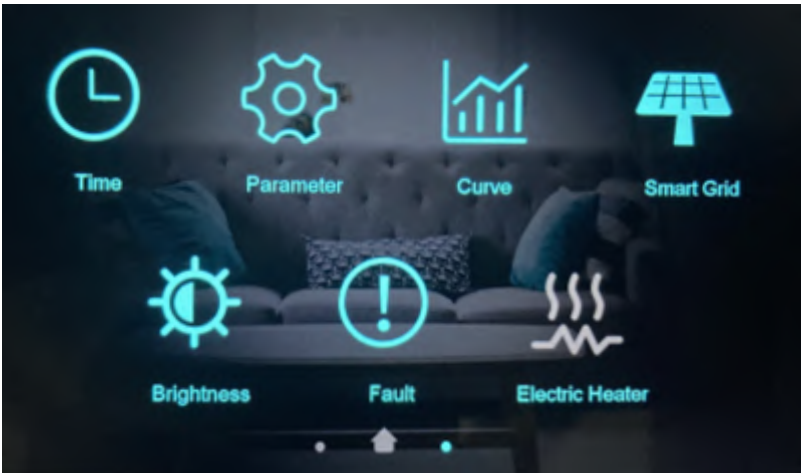 Time
Parameter
Curve
Smart Grid
Brightness
Fault
Electric Heater